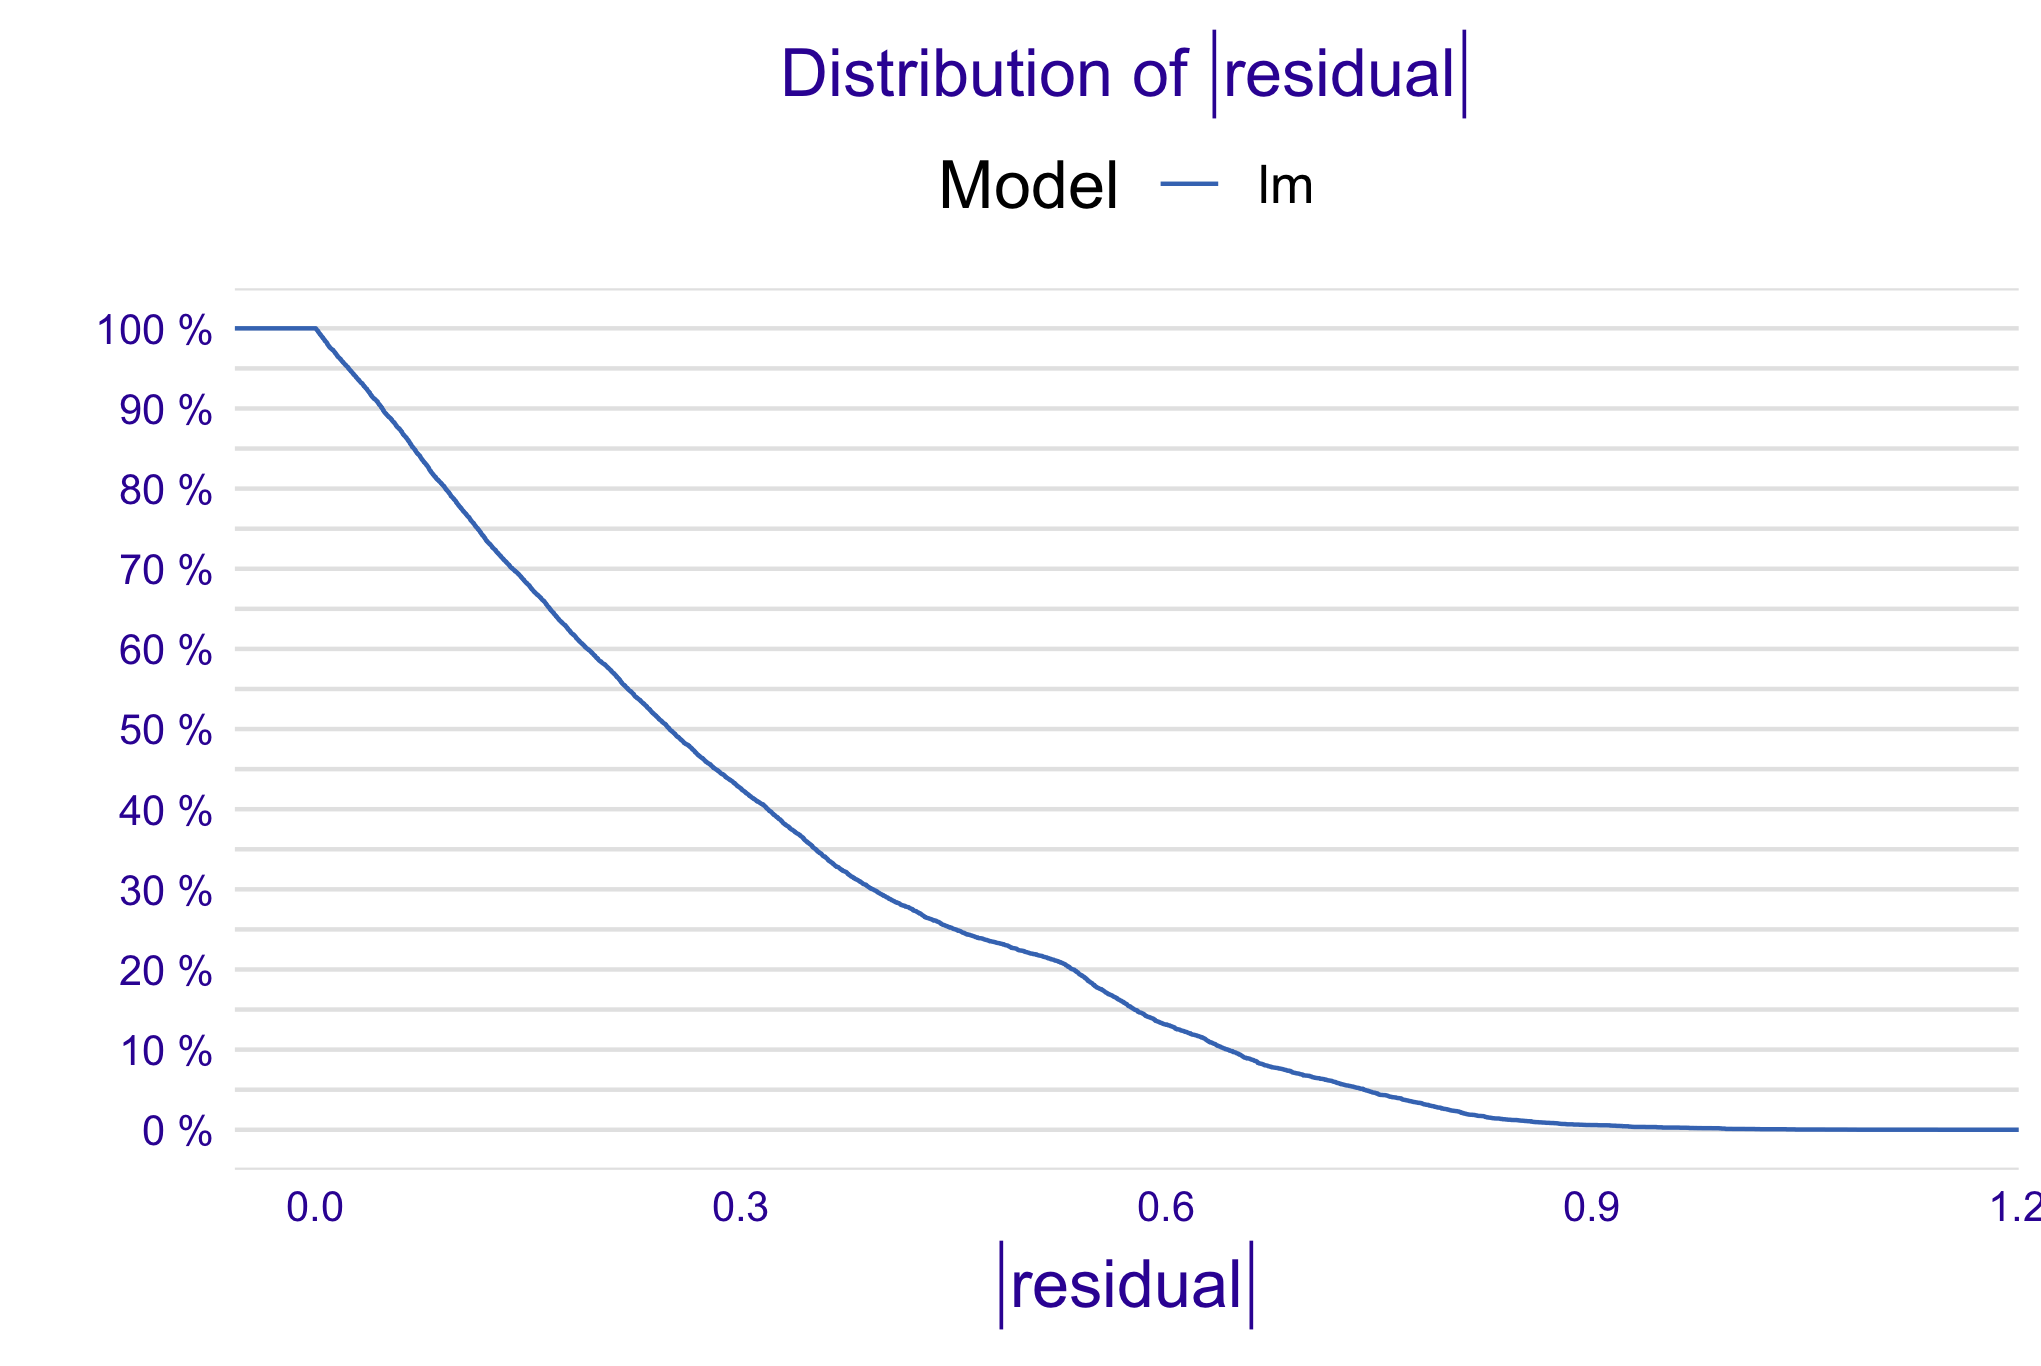 Distribution of |residual|
Model lm
100 %
90 %
80 %
70 %
60 %
50 %
40 %
30 %
20 %
10 %
0 %
0.0 0.3 0.6 0.9 1.2
|residual|